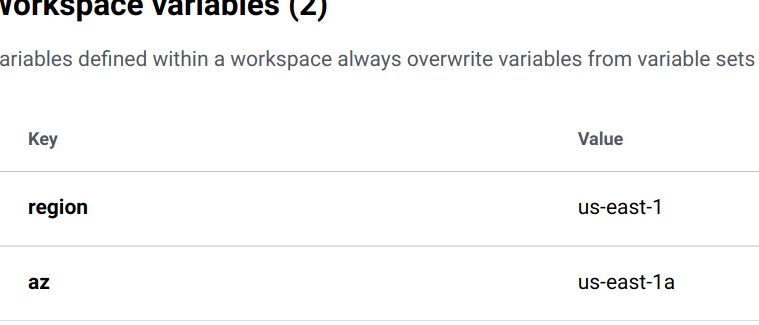 Workspace variables (2)
ariables defined within a workspace always overwrite variables from variable sets
Key Value
region us-east-1
az us-east-1a